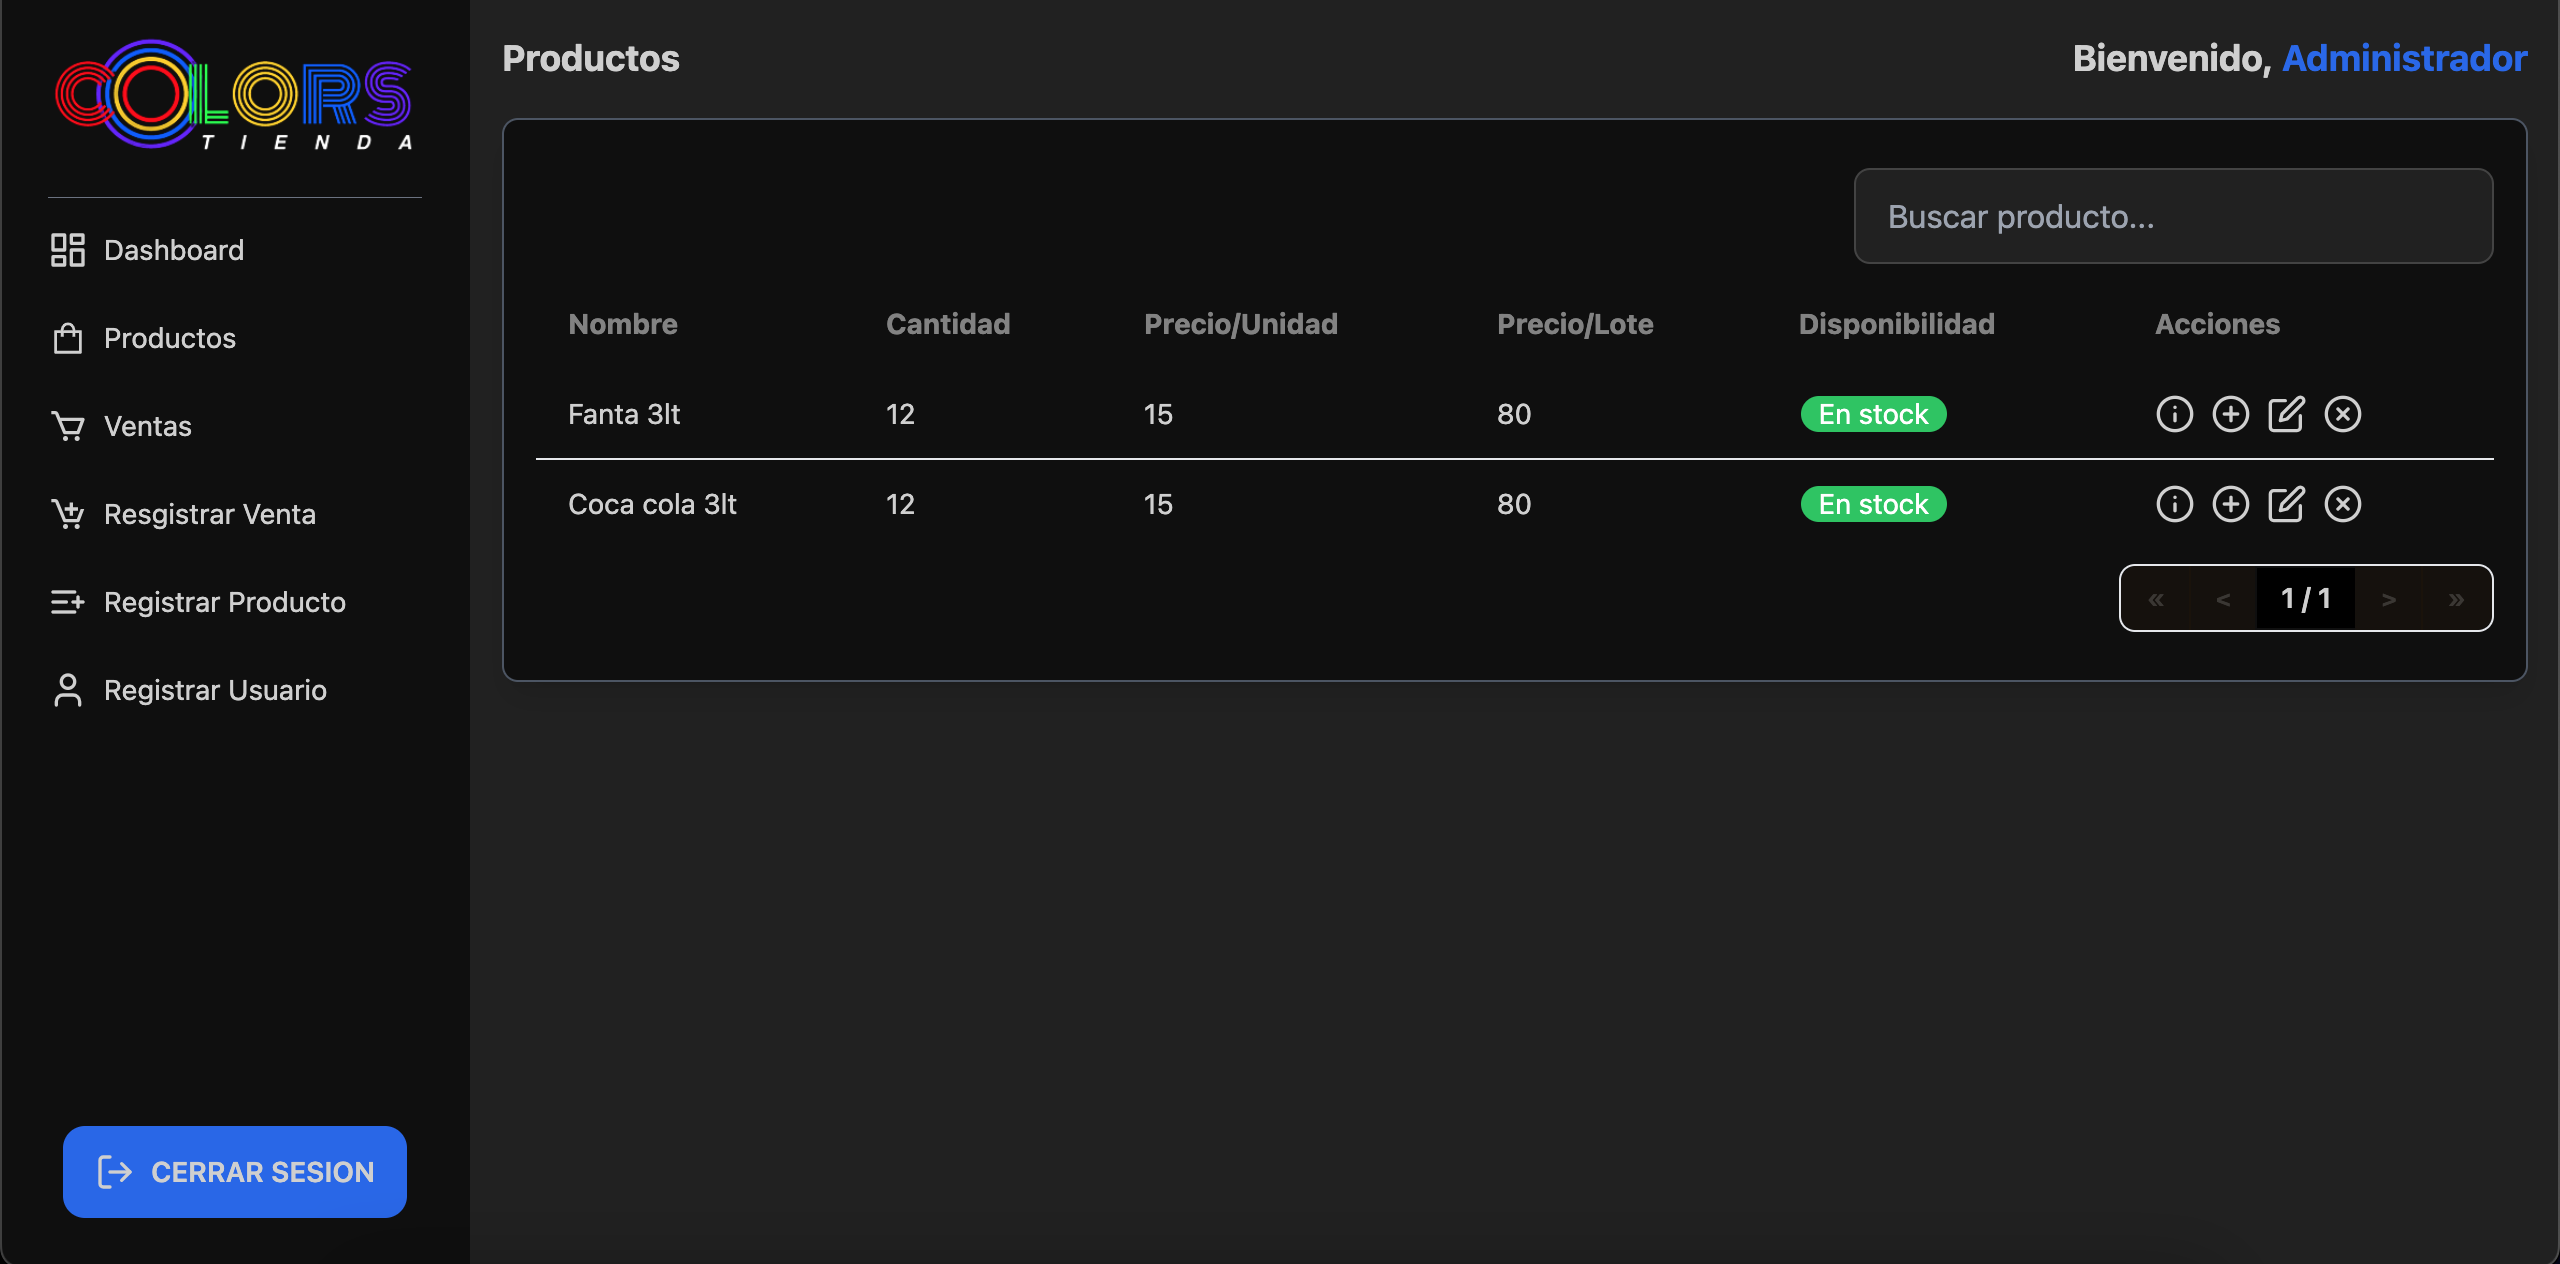 COLORS
TIENDA
Dashboard
Productos
Ventas
Resgistrar Venta
Registrar Producto
Registrar Usuario
CERRAR SESION
Productos
Bienvenido, Administrador
Buscar producto...
Nombre Cantidad Precio/Unidad Precio/Lote Disponibilidad Acciones
Fanta 3lt 12 15 80 En stock
Coca cola 3lt 12 15 80 En stock
« < 1 / 1 > »